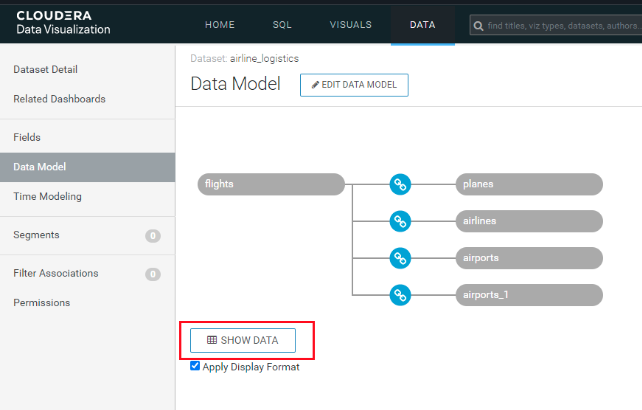 CLOUDERA
Data Visualization
HOME
SQL
VISUALS
DATA
find titles, viz types, datasets, authors...
Dataset Detail
Related Dashboards
Fields
Data Model
Time Modeling
Segments
0
Filter Associations
0
Permissions
Dataset: airline_logistics
Data Model
EDIT DATA MODEL
flights
planes
airlines
airports
airports_1
SHOW DATA
Apply Display Format